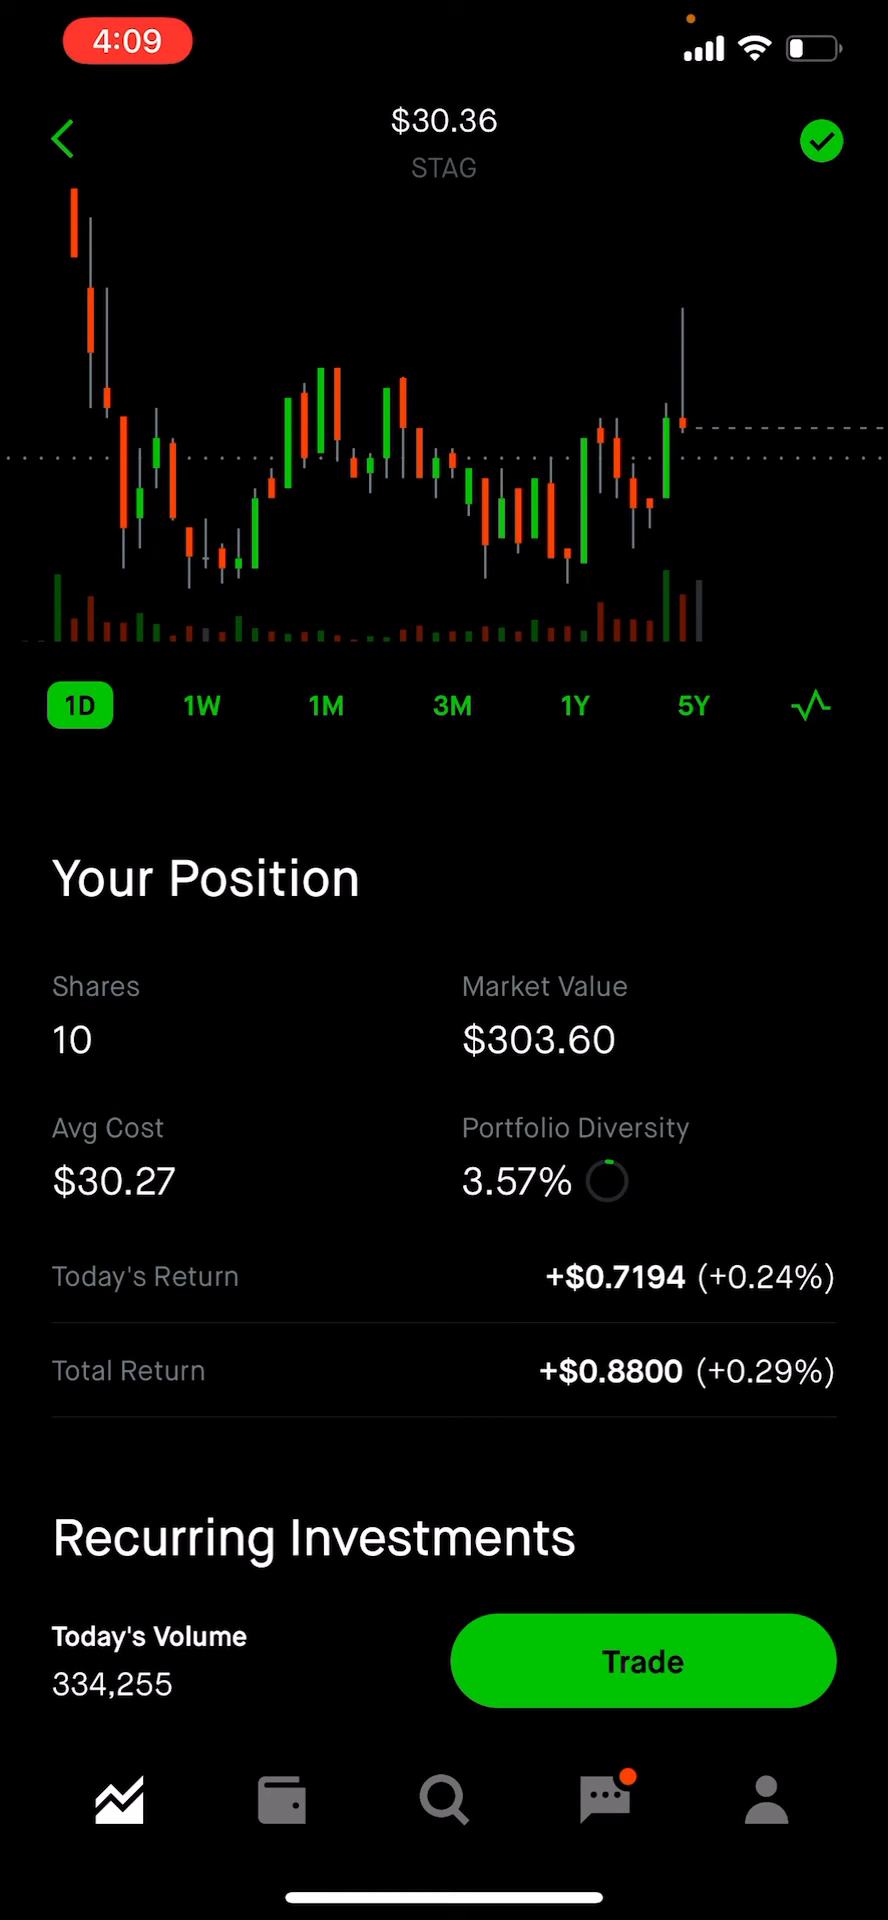 4:09
$30.36
STAG
1D 1W 1M 3M 1Y 5Y
Your Position
Shares Market Value
10 $303.60
Avg Cost Portfolio Diversity
$30.27 3.57%
Today's Return +$0.7194 (+0.24%)
Total Return +$0.8800 (+0.29%)
Recurring Investments
Today's Volume
334,255
Trade